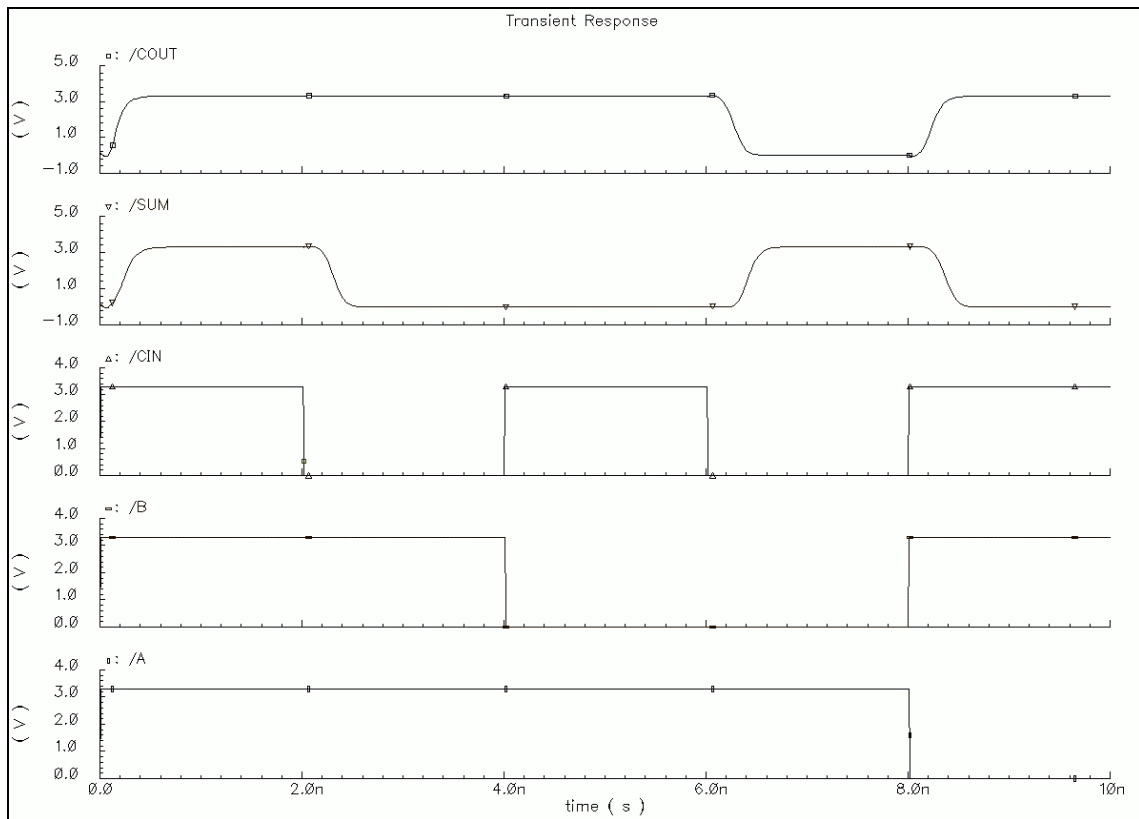 Transient Response
▫: /COUT
5.0
3.0
1.0
-1.0
(V)
▿: /SUM
5.0
3.0
1.0
-1.0
(V)
▵: /CIN
4.0
3.0
2.0
1.0
0.0
(V)
-: /B
4.0
3.0
2.0
1.0
0.0
(V)
▯: /A
4.0
3.0
2.0
1.0
0.0
(V)
0.0 2.0n 4.0n 6.0n 8.0n 10n
time ( s )